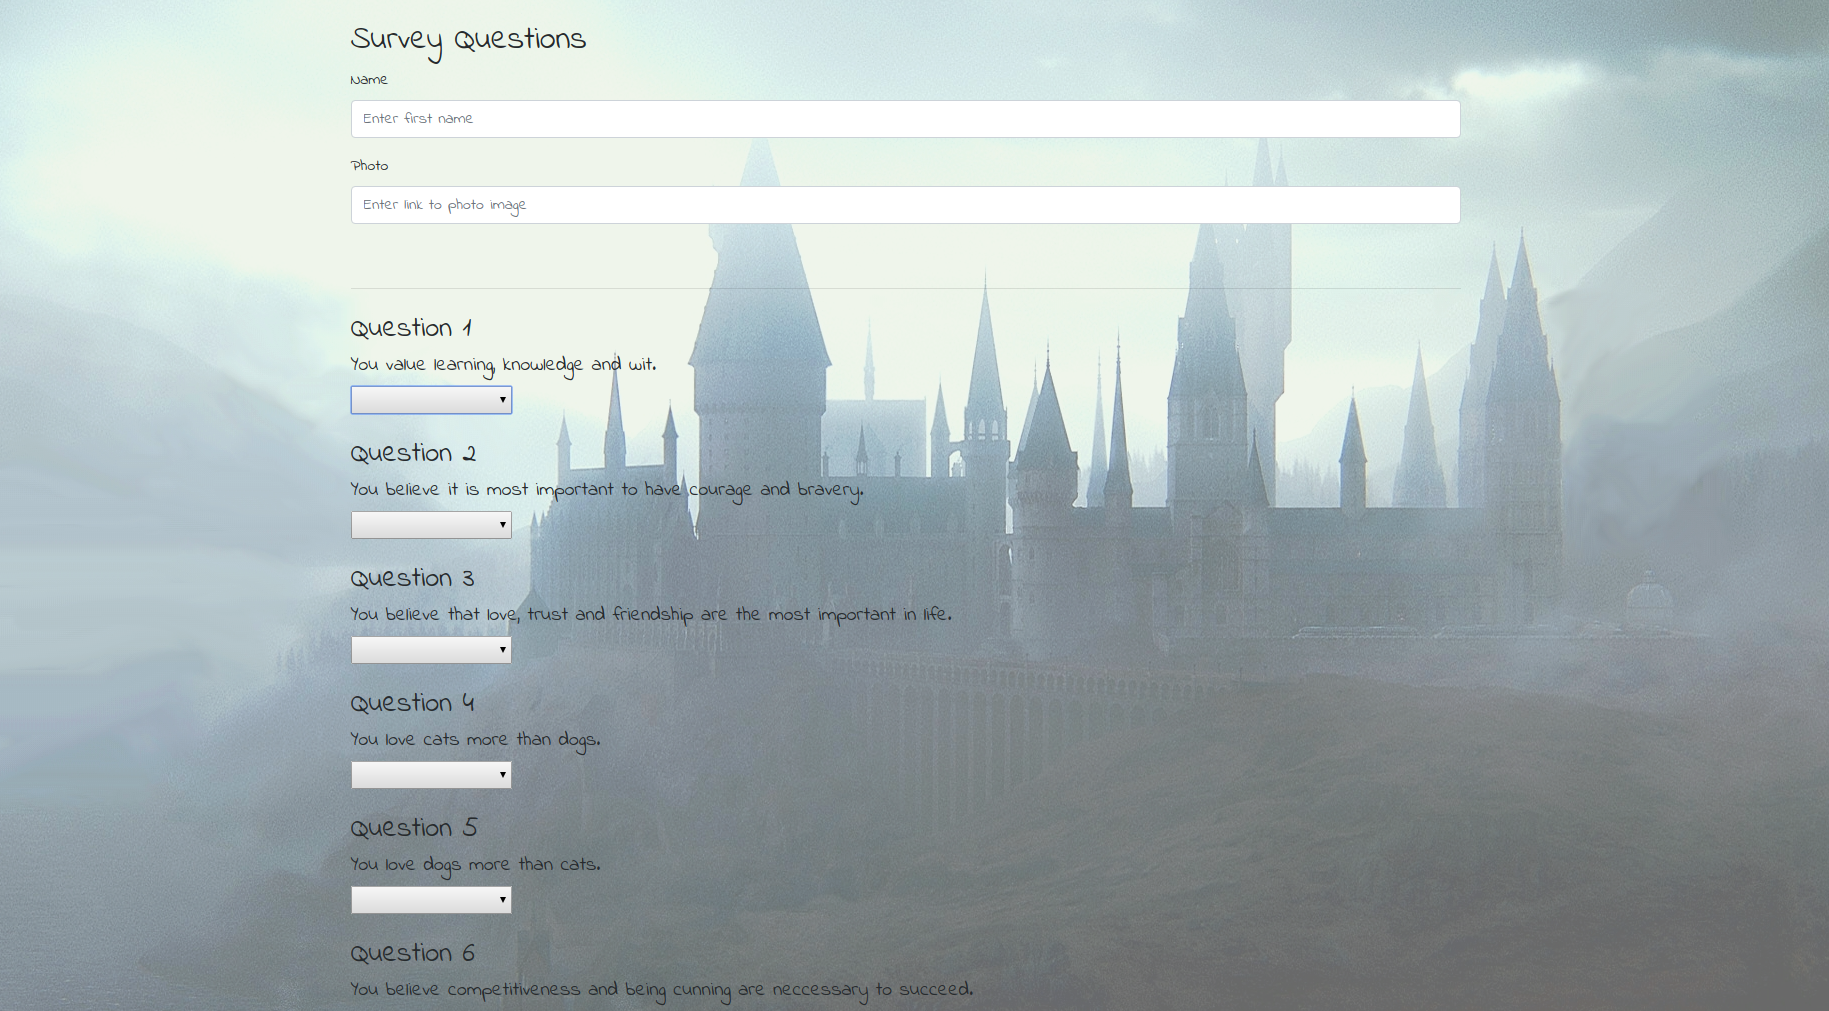 Survey Questions
Name
Enter first name
Photo
Enter link to photo image
Question 1
You value learning, knowledge and wit.
Question 2
You believe it is most important to have courage and bravery.
Question 3
You believe that love, trust and friendship are the most important in life.
Question 4
You love cats more than dogs.
Question 5
You love dogs more than cats.
Question 6
You believe competitiveness and being cunning are neccessary to succeed.